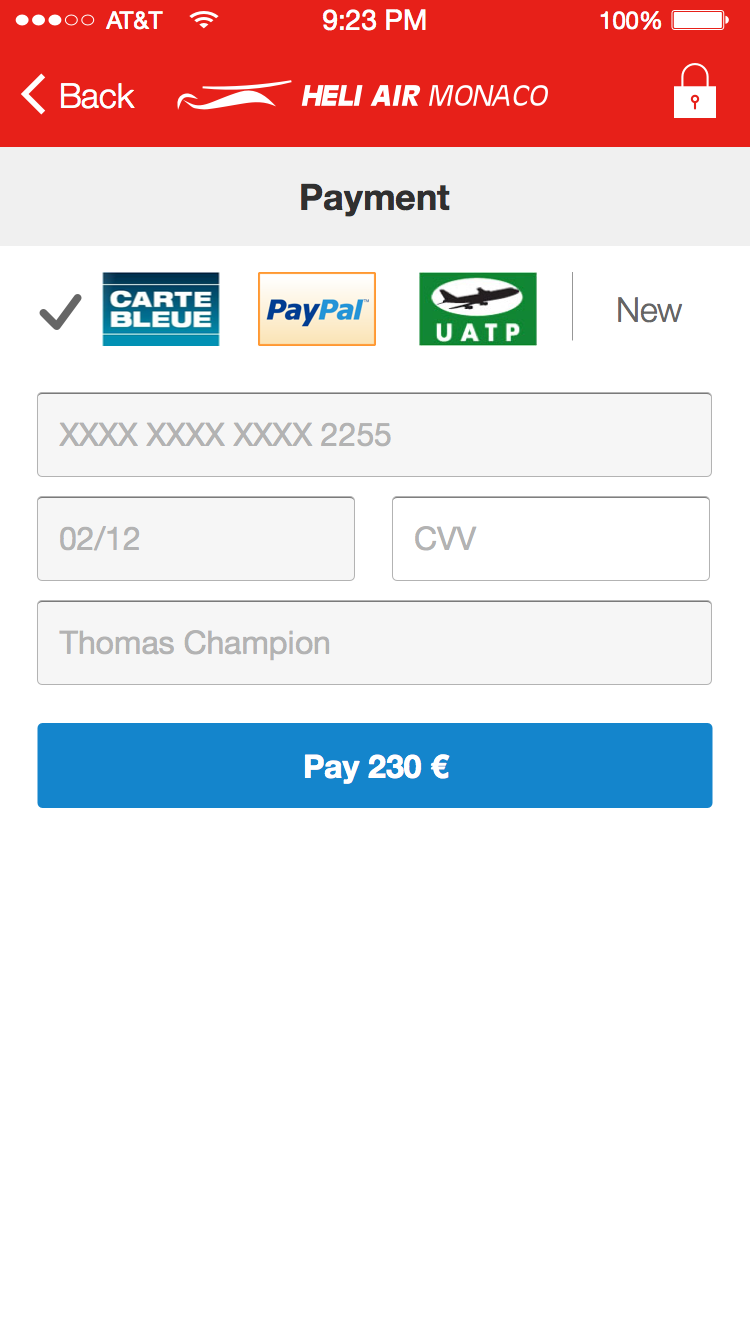 AT&T 9:23 PM 100%
Back HELI AIR MONACO
Payment
CARTE BLEUE PayPal™ UATP New
XXXX XXXX XXXX 2255
02/12 CVV
Thomas Champion
Pay 230 €